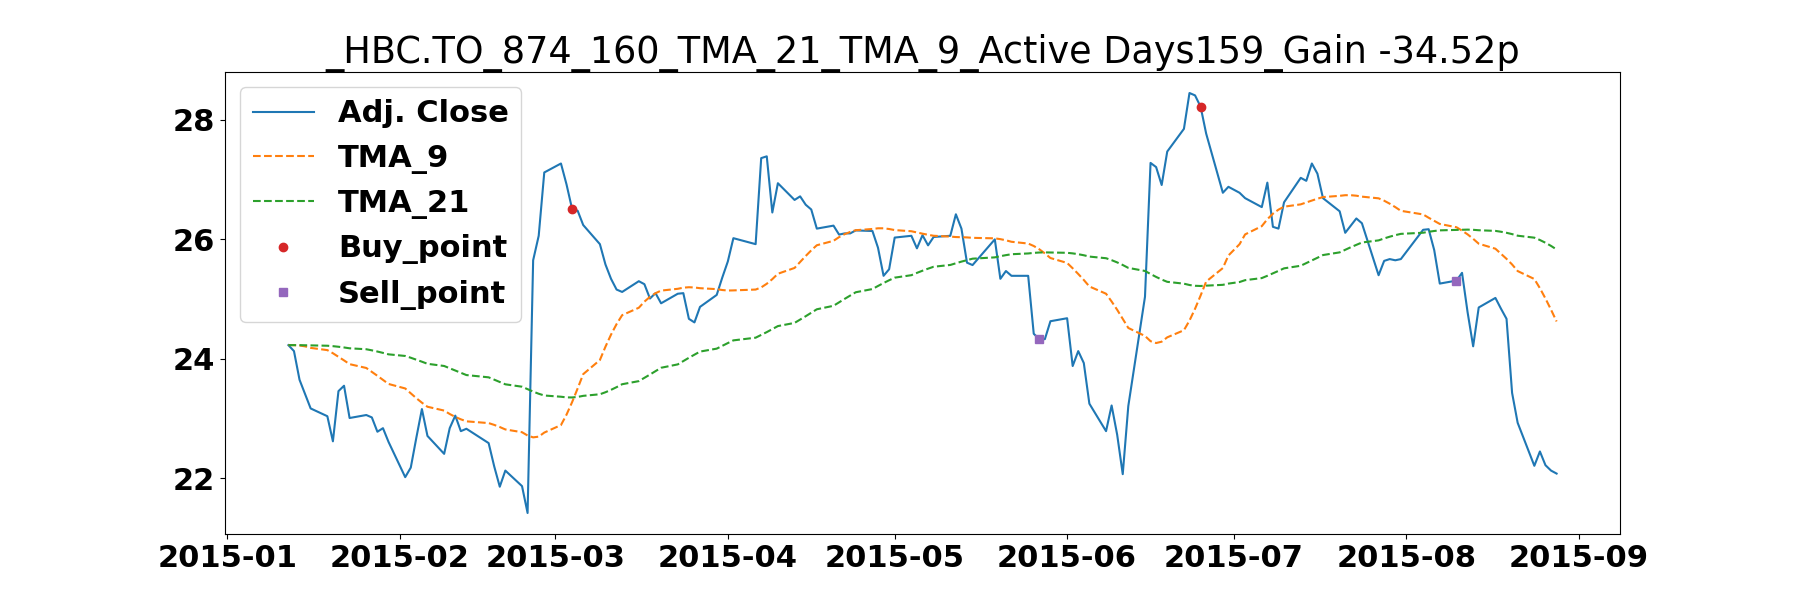 _HBC.TO_874_160_TMA_21_TMA_9_Active Days159_Gain -34.52p
Adj. Close
TMA_9
TMA_21
Buy_point
Sell_point
28
26
24
22
2015-01 2015-02 2015-03 2015-04 2015-05 2015-06 2015-07 2015-08 2015-09